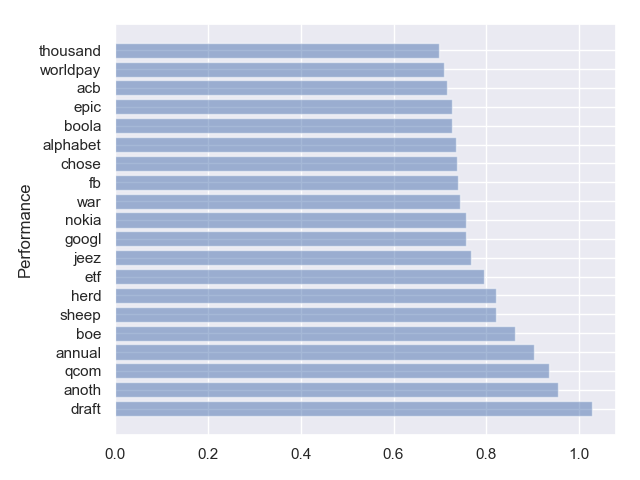 Performance
thousand
worldpay
acb
epic
boola
alphabet
chose
fb
war
nokia
googl
jeez
etf
herd
sheep
boe
annual
qcom
anoth
draft
0.0 0.2 0.4 0.6 0.8 1.0